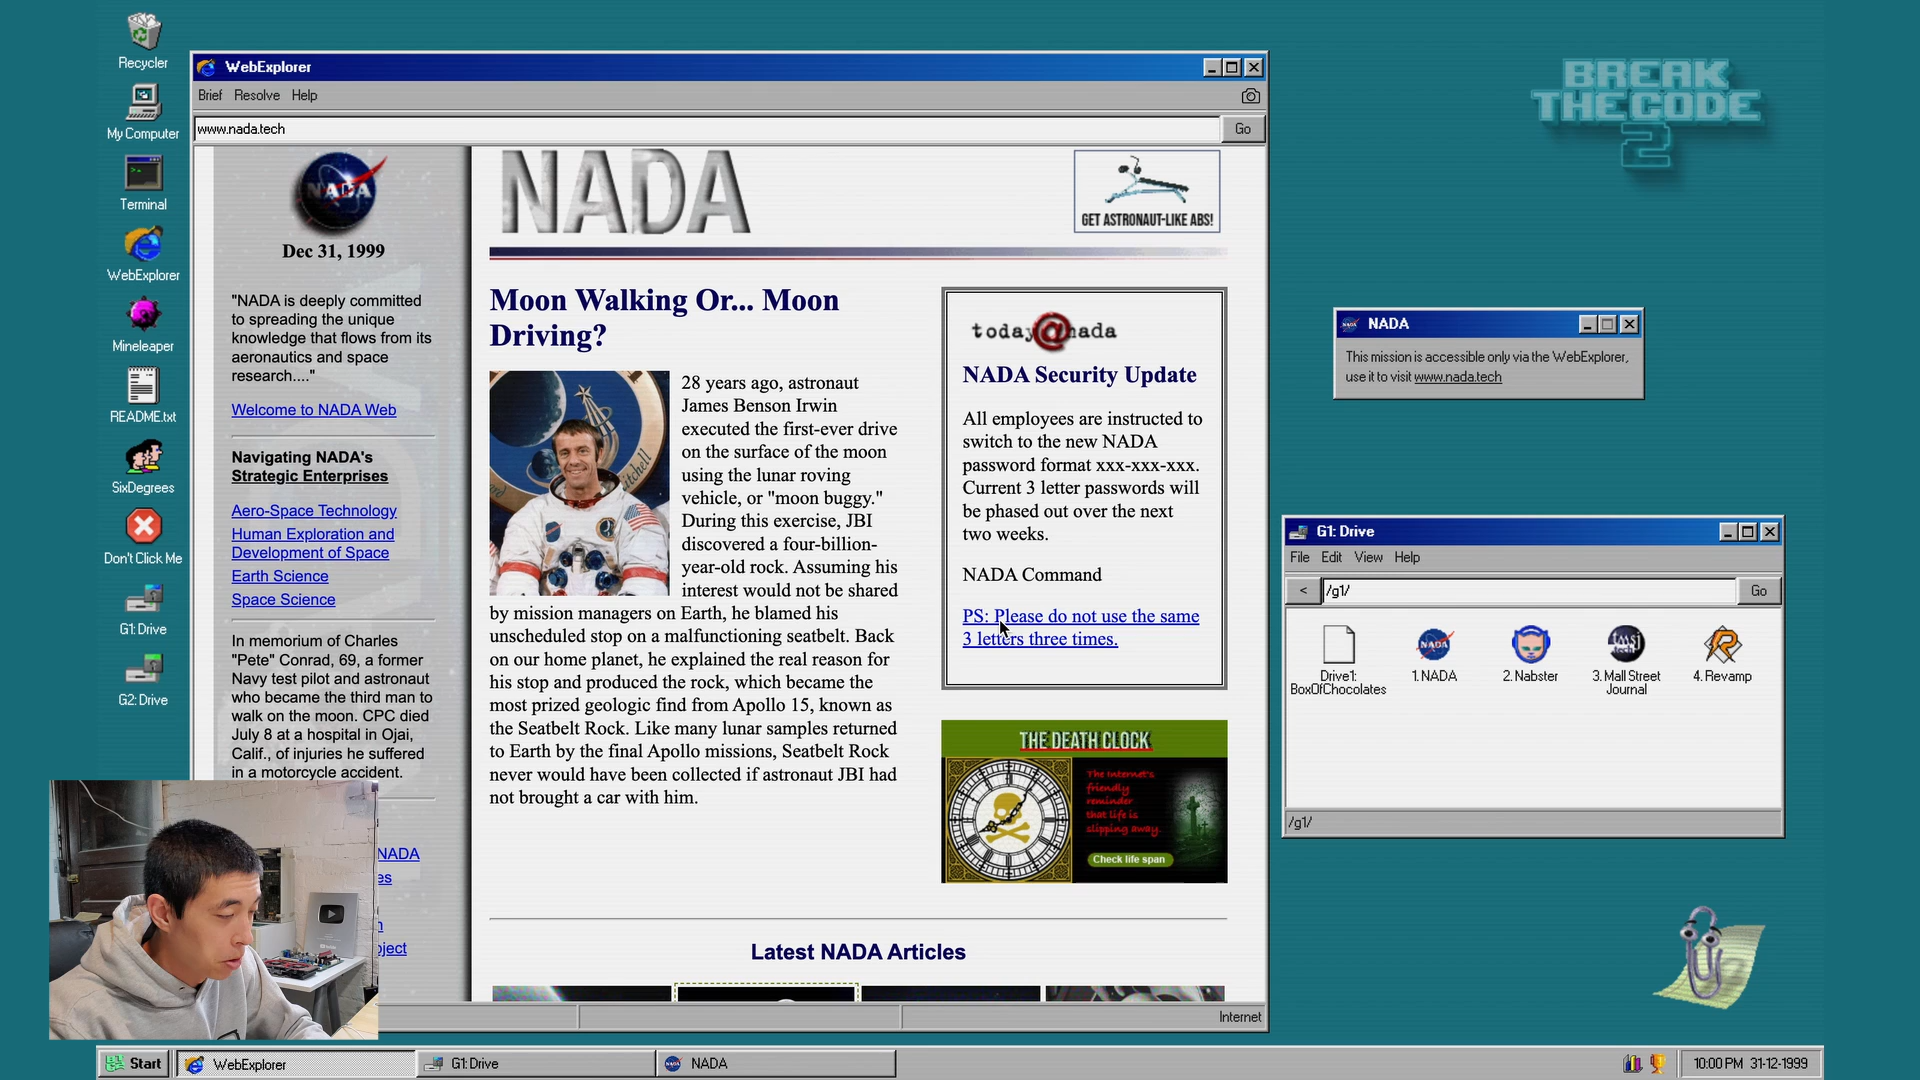 Recycler
My Computer
Terminal
WebExplorer
Mineleaper
README.txt
SixDegrees
Don't Click Me
G1: Drive
G2: Drive
WebExplorer
Brief Resolve Help
www.nada.tech
Go
NADA
Dec 31, 1999
"NADA is deeply committed
to spreading the unique
knowledge that flows from its
aeronautics and space
research...."
Welcome to NADA Web
Navigating NADA's
Strategic Enterprises
Aero-Space Technology
Human Exploration and
Development of Space
Earth Science
Space Science
In memorium of Charles
"Pete" Conrad, 69, a former
Navy test pilot and astronaut
who became the third man to
walk on the moon. CPC died
July 8 at a hospital in Ojai,
Calif., of injuries he suffered
in a motorcycle accident.
NADA
es
n
oject
NADA
GET ASTRONAUT-LIKE ABS!
Moon Walking Or... Moon
Driving?
28 years ago, astronaut
James Benson Irwin
executed the first-ever drive
on the surface of the moon
using the lunar roving
vehicle, or "moon buggy."
During this exercise, JBI
discovered a four-billion-
year-old rock. Assuming his
interest would not be shared
by mission managers on Earth, he blamed his
unscheduled stop on a malfunctioning seatbelt. Back
on our home planet, he explained the real reason for
his stop and produced the rock, which became the
most prized geologic find from Apollo 15, known as
the Seatbelt Rock. Like many lunar samples returned
to Earth by the final Apollo missions, Seatbelt Rock
never would have been collected if astronaut JBI had
not brought a car with him.
today@nada
NADA Security Update
All employees are instructed to
switch to the new NADA
password format xxx-xxx-xxx.
Current 3 letter passwords will
be phased out over the next
two weeks.
NADA Command
PS: Please do not use the same
3 letters three times.
THE DEATH CLOCK
The Internet's
friendly
reminder
that life is
slipping away.
Check life span
Latest NADA Articles
Internet
BREAK
THE CODE
2
NADA
This mission is accessible only via the WebExplorer,
use it to visit www.nada.tech
G1: Drive
File Edit View Help
< /g1/ Go
Drive1:
BoxOfChocolates
1. NADA
2. Nabster
3. Mall Street
Journal
4. Revamp
/g1/
Start
WebExplorer
G1: Drive
NADA
10:00 PM 31-12-1999